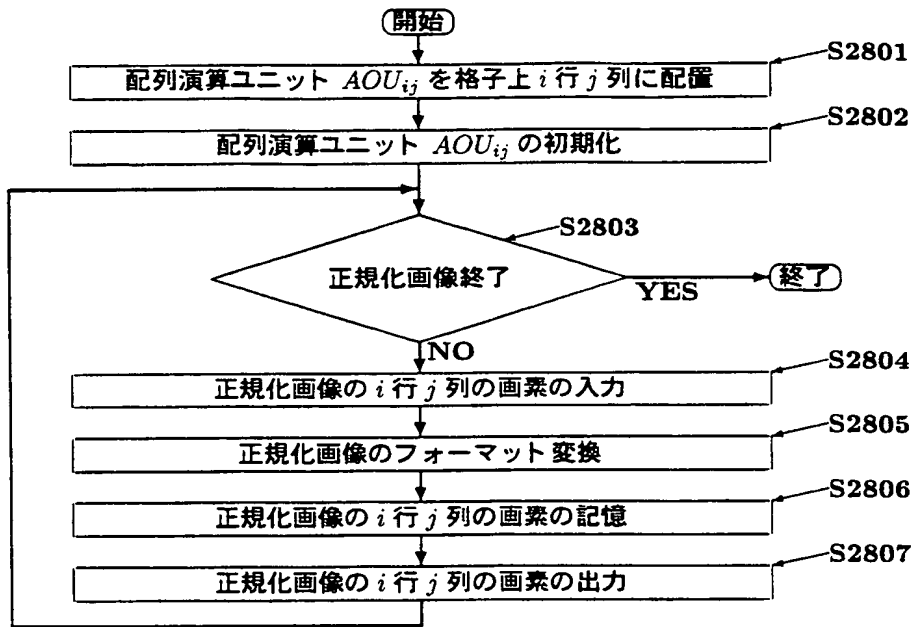 開始
S2801
配列演算ユニット AOU_{ij} を格子上 i 行 j 列に配置
S2802
配列演算ユニット AOU_{ij} の初期化
S2803
正規化画像終了
YES
終了
NO
S2804
正規化画像の i 行 j 列の画素の入力
S2805
正規化画像のフォーマット変換
S2806
正規化画像の i 行 j 列の画素の記憶
S2807
正規化画像の i 行 j 列の画素の出力